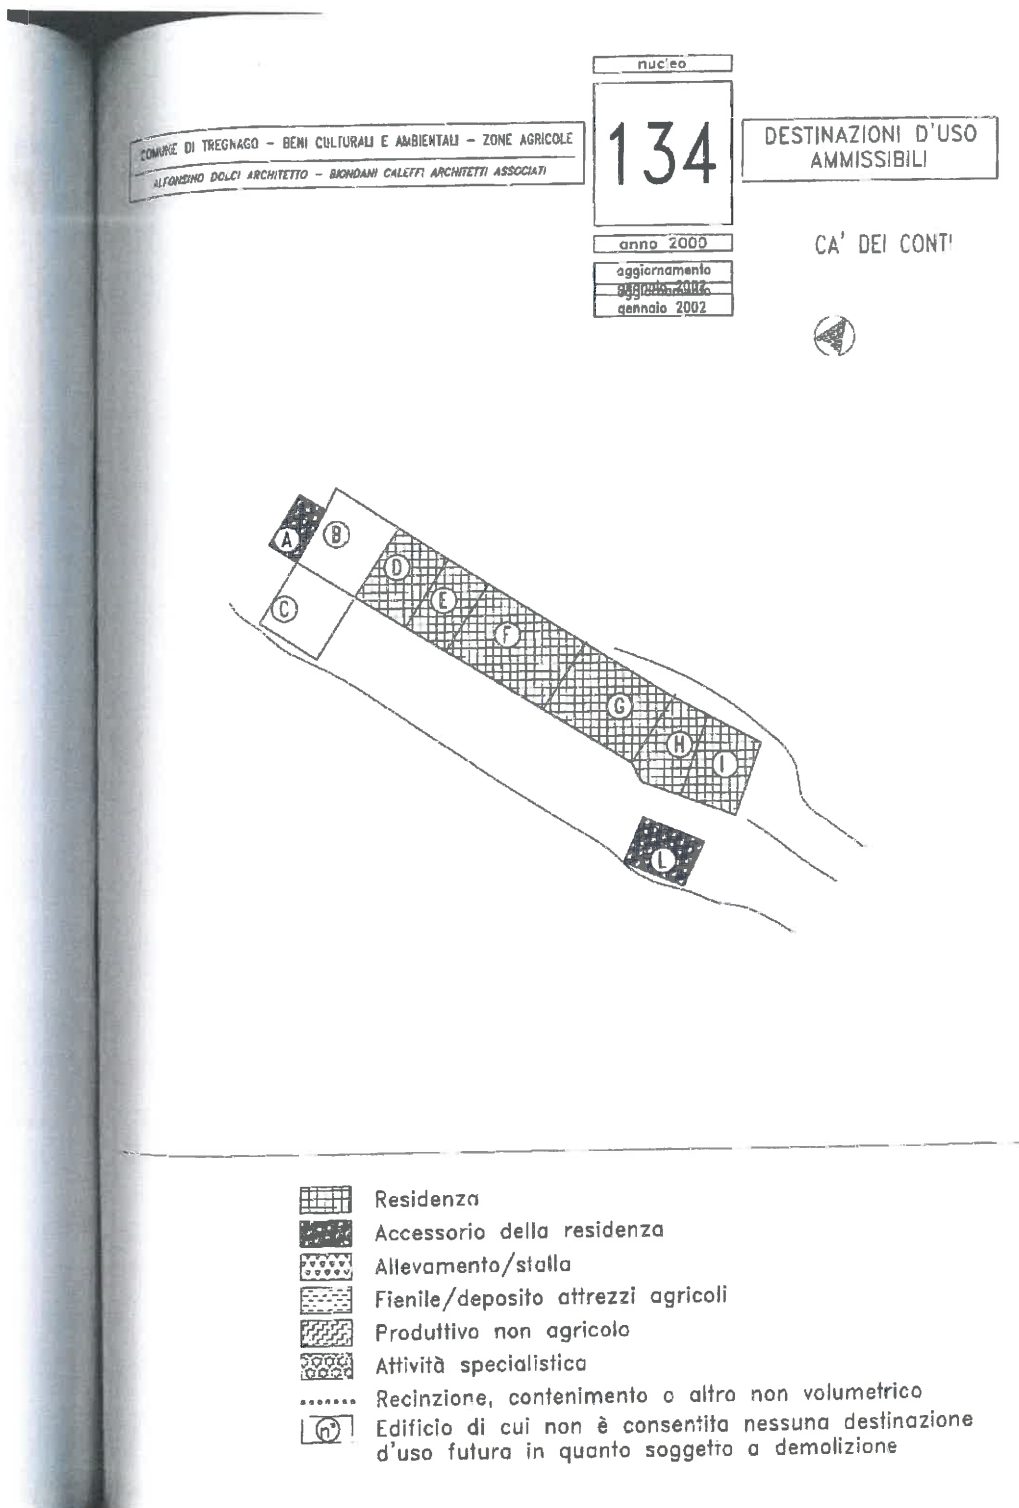 nucleo
134
COMUNE DI TREGNAGO - BENI CULTURALI E AMBIENTALI - ZONE AGRICOLE
ALFONSINO DOLCI ARCHITETTO - BIONDANI CALEFFI ARCHITETTI ASSOCIATI
DESTINAZIONI D'USO
AMMISSIBILI
anno 2000
aggiornamento
gennaio 2002
aggiornamento
gennaio 2002
CA' DEI CONTI
A
B
C
D
E
F
G
H
I
L
Residenza
Accessorio della residenza
Allevamento/stalla
Fienile/deposito attrezzi agricoli
Produttivo non agricolo
Attività specialistica
Recinzione, contenimento o altro non volumetrico
n°
Edificio di cui non è consentita nessuna destinazione
d'uso futura in quanto soggetto a demolizione